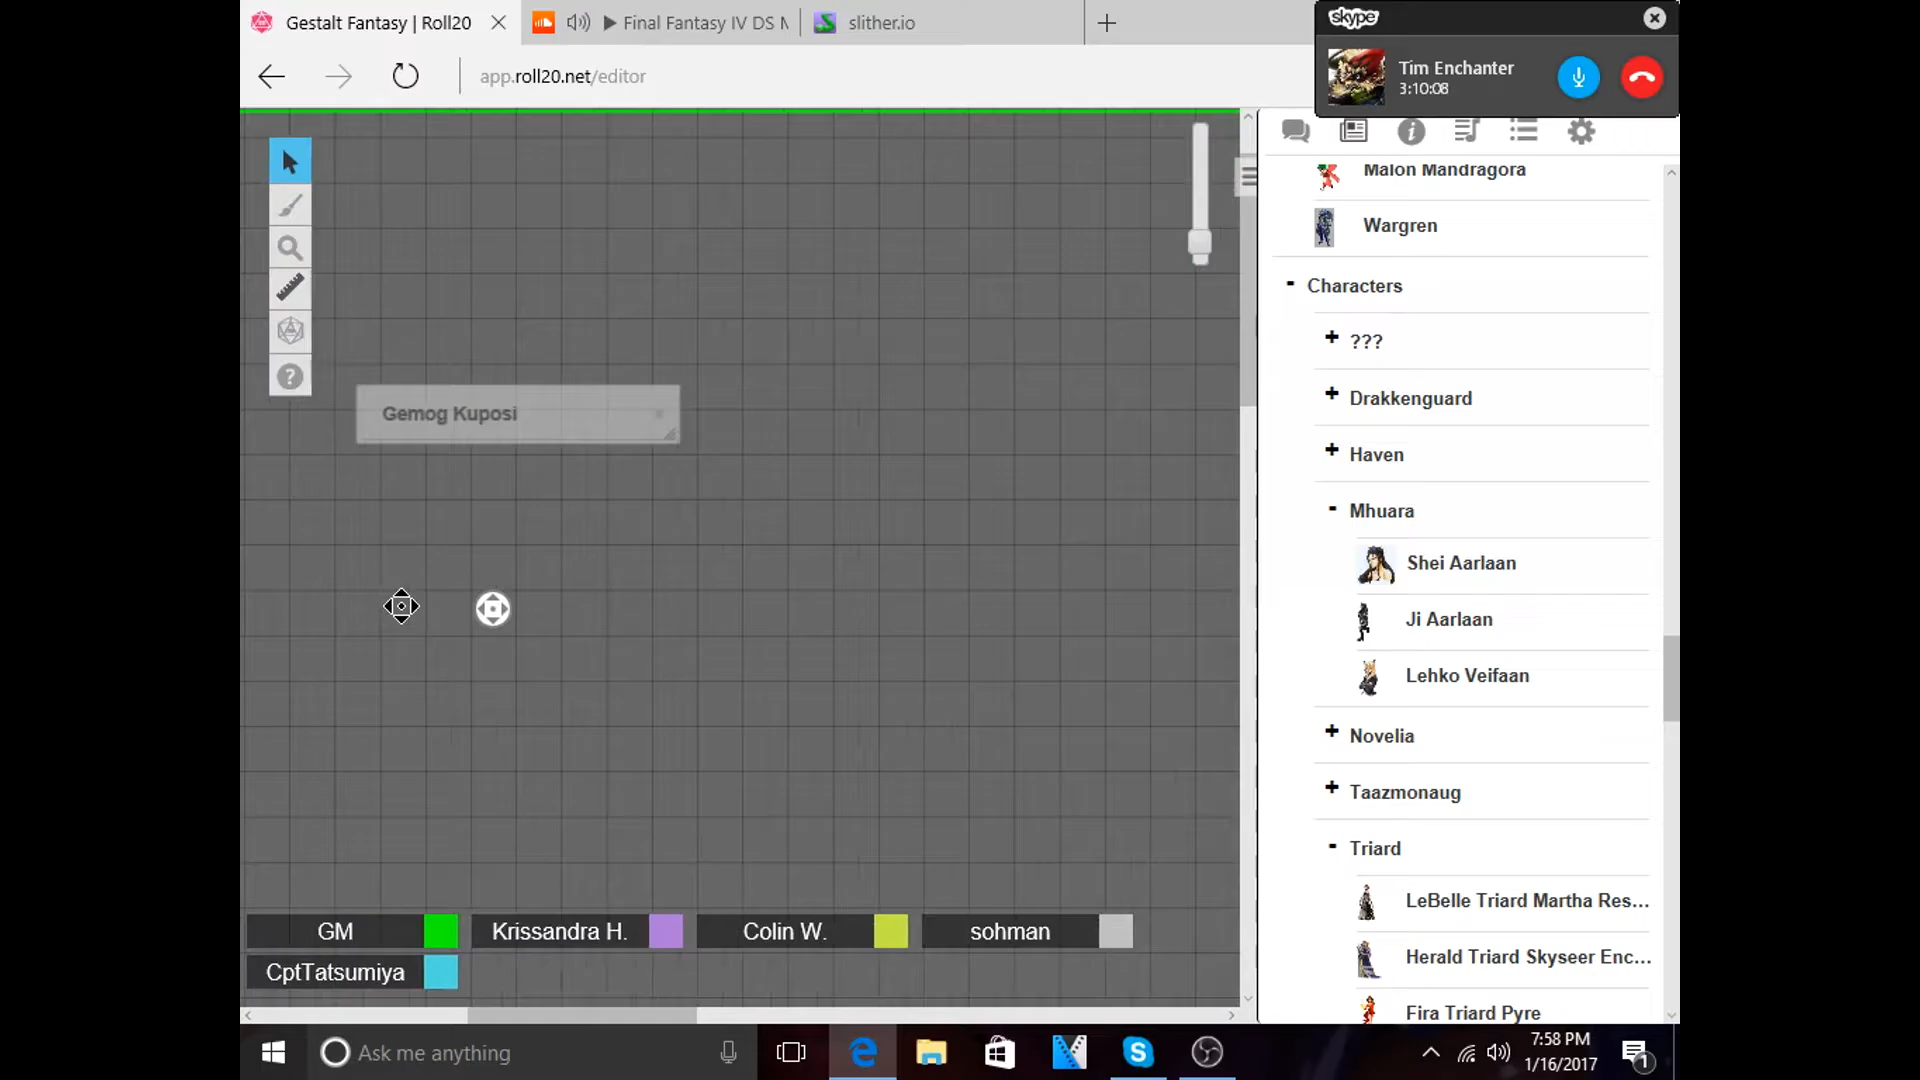 Gestalt Fantasy | Roll20
Final Fantasy IV DS M
slither.io
skype
Tim Enchanter
3:10:08
app.roll20.net/editor
Malon Mandragora
Wargren
Characters
???
Drakkenguard
Haven
Mhuara
Shei Aarlaan
Ji Aarlaan
Lehko Veifaan
Novelia
Taazmonaug
Triard
LeBelle Triard Martha Res...
Herald Triard Skyseer Enc...
Fira Triard Pyre
Gemog Kuposi
GM
Krissandra H.
Colin W.
sohman
CptTatsumiya
Ask me anything
7:58 PM
1/16/2017
1